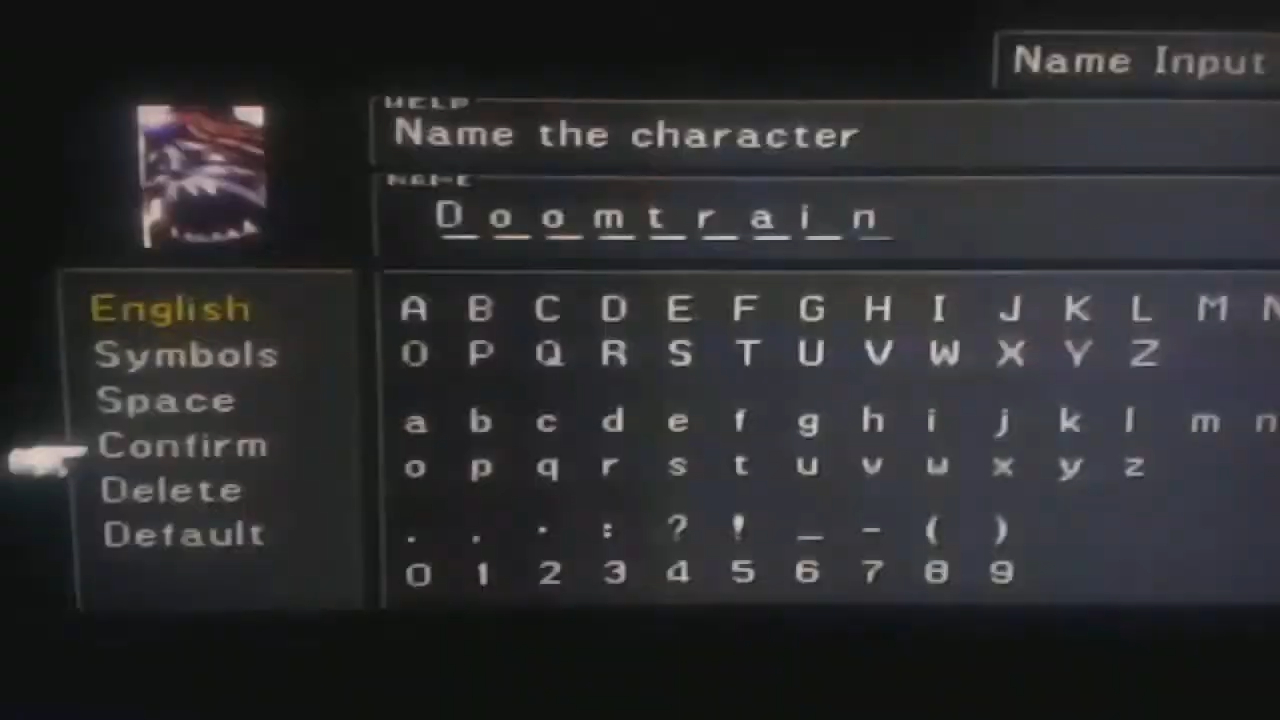 Name Input
HELP
Name the character
NAME
Doomtrain
English
Symbols
Space
Confirm
Delete
Default
A B C D E F G H I J K L M N
O P Q R S T U V W X Y Z
a b c d e f g h i j k l m n
o p q r s t u v w x y z
. . · : ? ! _ - ( )
0 1 2 3 4 5 6 7 8 9